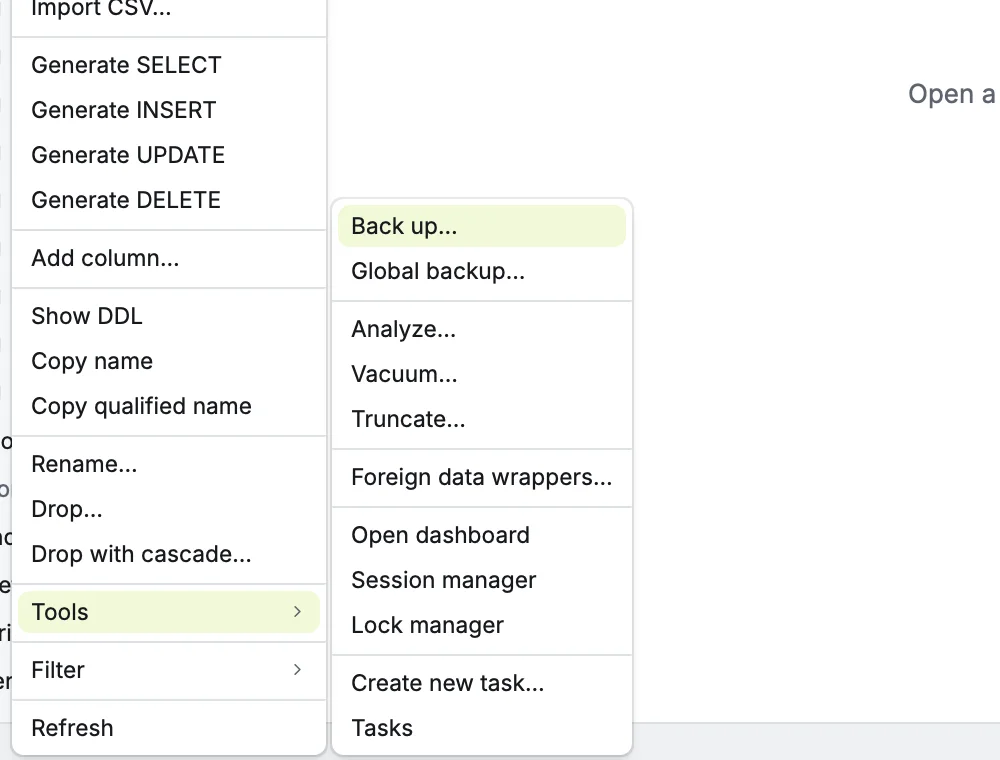 Import CSV...
Generate SELECT
Generate INSERT
Generate UPDATE
Generate DELETE
Add column...
Show DDL
Copy name
Copy qualified name
Rename...
Drop...
Drop with cascade...
Tools
Filter
Refresh
Back up...
Global backup...
Analyze...
Vacuum...
Truncate...
Foreign data wrappers...
Open dashboard
Session manager
Lock manager
Create new task...
Tasks
Open a